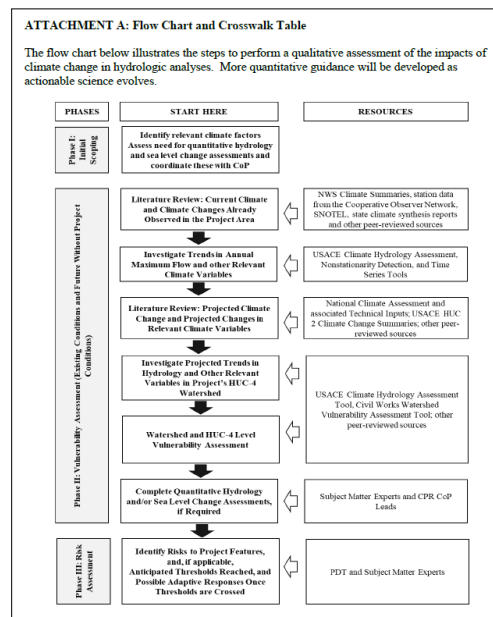 ATTACHMENT A: Flow Chart and Crosswalk Table
The flow chart below illustrates the steps to perform a qualitative assessment of the impacts of
climate change in hydrologic analyses.  More quantitative guidance will be developed as
actionable science evolves.
PHASES
START HERE
RESOURCES
Phase I:
Initial
Scoping
Identify relevant climate factors
Assess need for quantitative hydrology
and sea level change assessments and
coordinate these with CoP
Phase II: Vulnerability Assessment (Existing Conditions and Future Without Project
Conditions)
Literature Review: Current Climate
and Climate Changes Already
Observed in the Project Area
NWS Climate Summaries, station data
from the Cooperative Observer Network,
SNOTEL, state climate synthesis reports
and other peer-reviewed sources
Investigate Trends in Annual
Maximum Flow and other Relevant
Climate Variables
USACE Climate Hydrology Assessment,
Nonstationarity Detection, and Time
Series Tools
Literature Review: Projected Climate
Change and Projected Changes in
Relevant Climate Variables
National Climate Assessment and
associated Technical Inputs; USACE HUC
2 Climate Change Summaries; other peer-
reviewed sources
Investigate Projected Trends in
Hydrology and Other Relevant
Variables in Project's HUC-4
Watershed
Watershed and HUC-4 Level
Vulnerability Assessment
USACE Climate Hydrology Assessment
Tool, Civil Works Watershed
Vulnerability Assessment Tool; other
peer-reviewed sources
Complete Quantitative Hydrology
and/or Sea Level Change Assessments,
if Required
Subject Matter Experts and CPR CoP
Leads
Phase III: Risk
Assessment
Identify Risks to Project Features,
and, if applicable,
Anticipated Thresholds Reached, and
Possible Adaptive Responses Once
Thresholds are Crossed
PDT and Subject Matter Experts